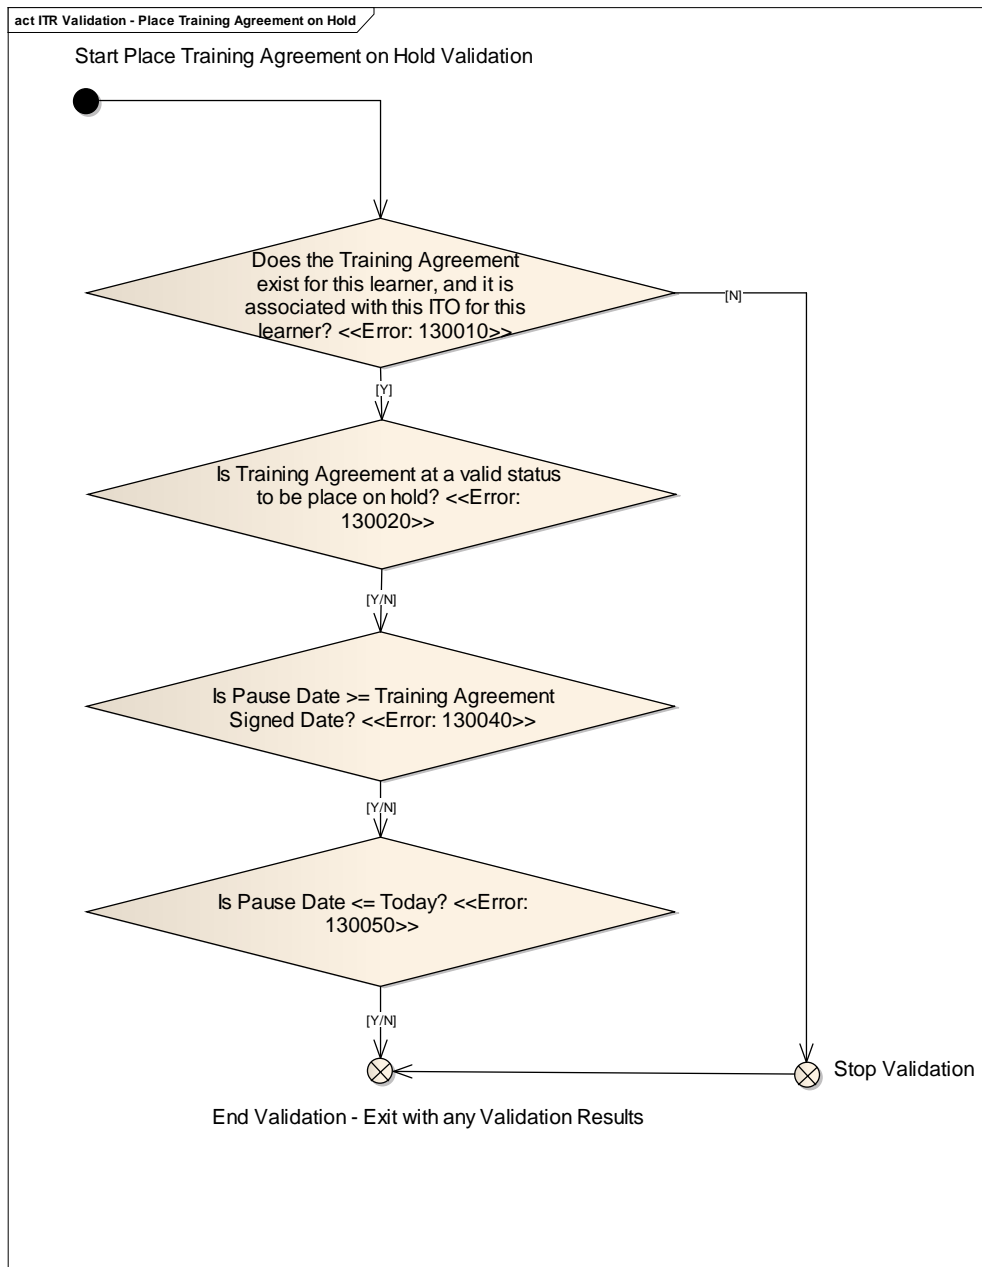 act ITR Validation - Place Training Agreement on Hold
Start Place Training Agreement on Hold Validation
Does the Training Agreement
exist for this learner, and it is
associated with this ITO for this
learner? <<Error: 130010>>
[N]
[Y]
Is Training Agreement at a valid status
to be place on hold? <<Error:
130020>>
[Y/N]
Is Pause Date >= Training Agreement
Signed Date? <<Error: 130040>>
[Y/N]
Is Pause Date <= Today? <<Error:
130050>>
[Y/N]
Stop Validation
End Validation - Exit with any Validation Results